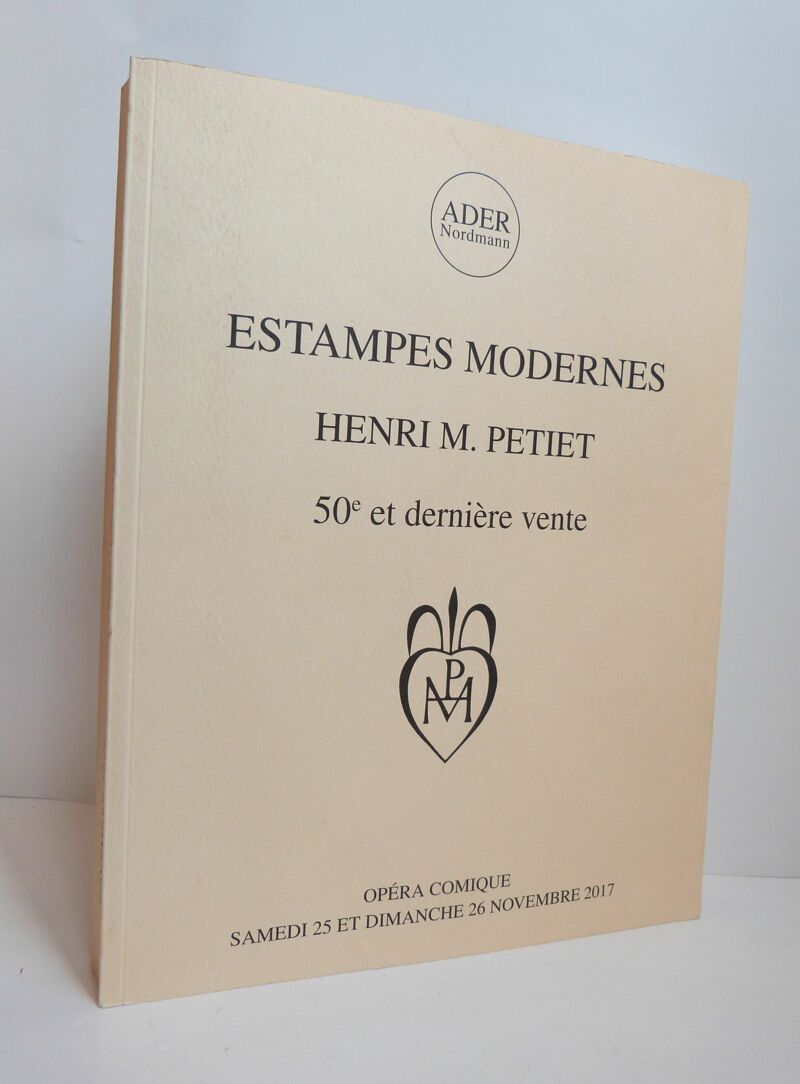 ADER
Nordmann
ESTAMPES MODERNES
HENRI M. PETIET
50e et dernière vente
OPÉRA COMIQUE
SAMEDI 25 ET DIMANCHE 26 NOVEMBRE 2017